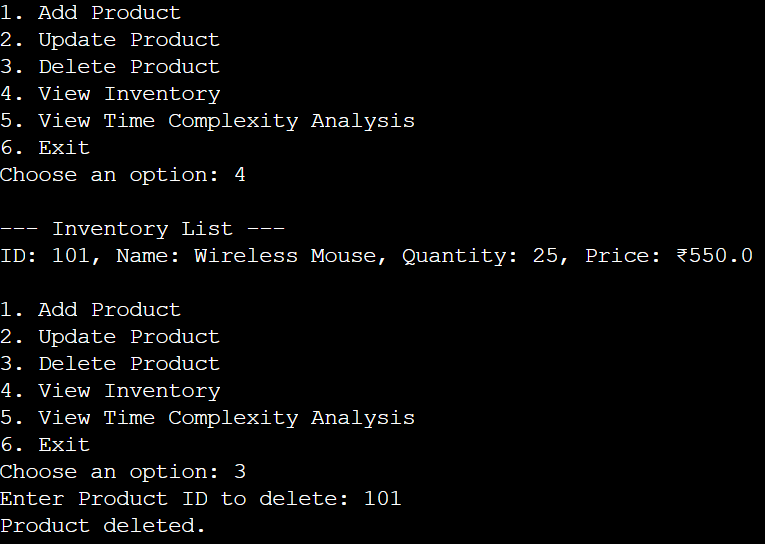 1. Add Product
2. Update Product
3. Delete Product
4. View Inventory
5. View Time Complexity Analysis
6. Exit
Choose an option: 4
--- Inventory List ---
ID: 101, Name: Wireless Mouse, Quantity: 25, Price: ₹550.0
1. Add Product
2. Update Product
3. Delete Product
4. View Inventory
5. View Time Complexity Analysis
6. Exit
Choose an option: 3
Enter Product ID to delete: 101
Product deleted.